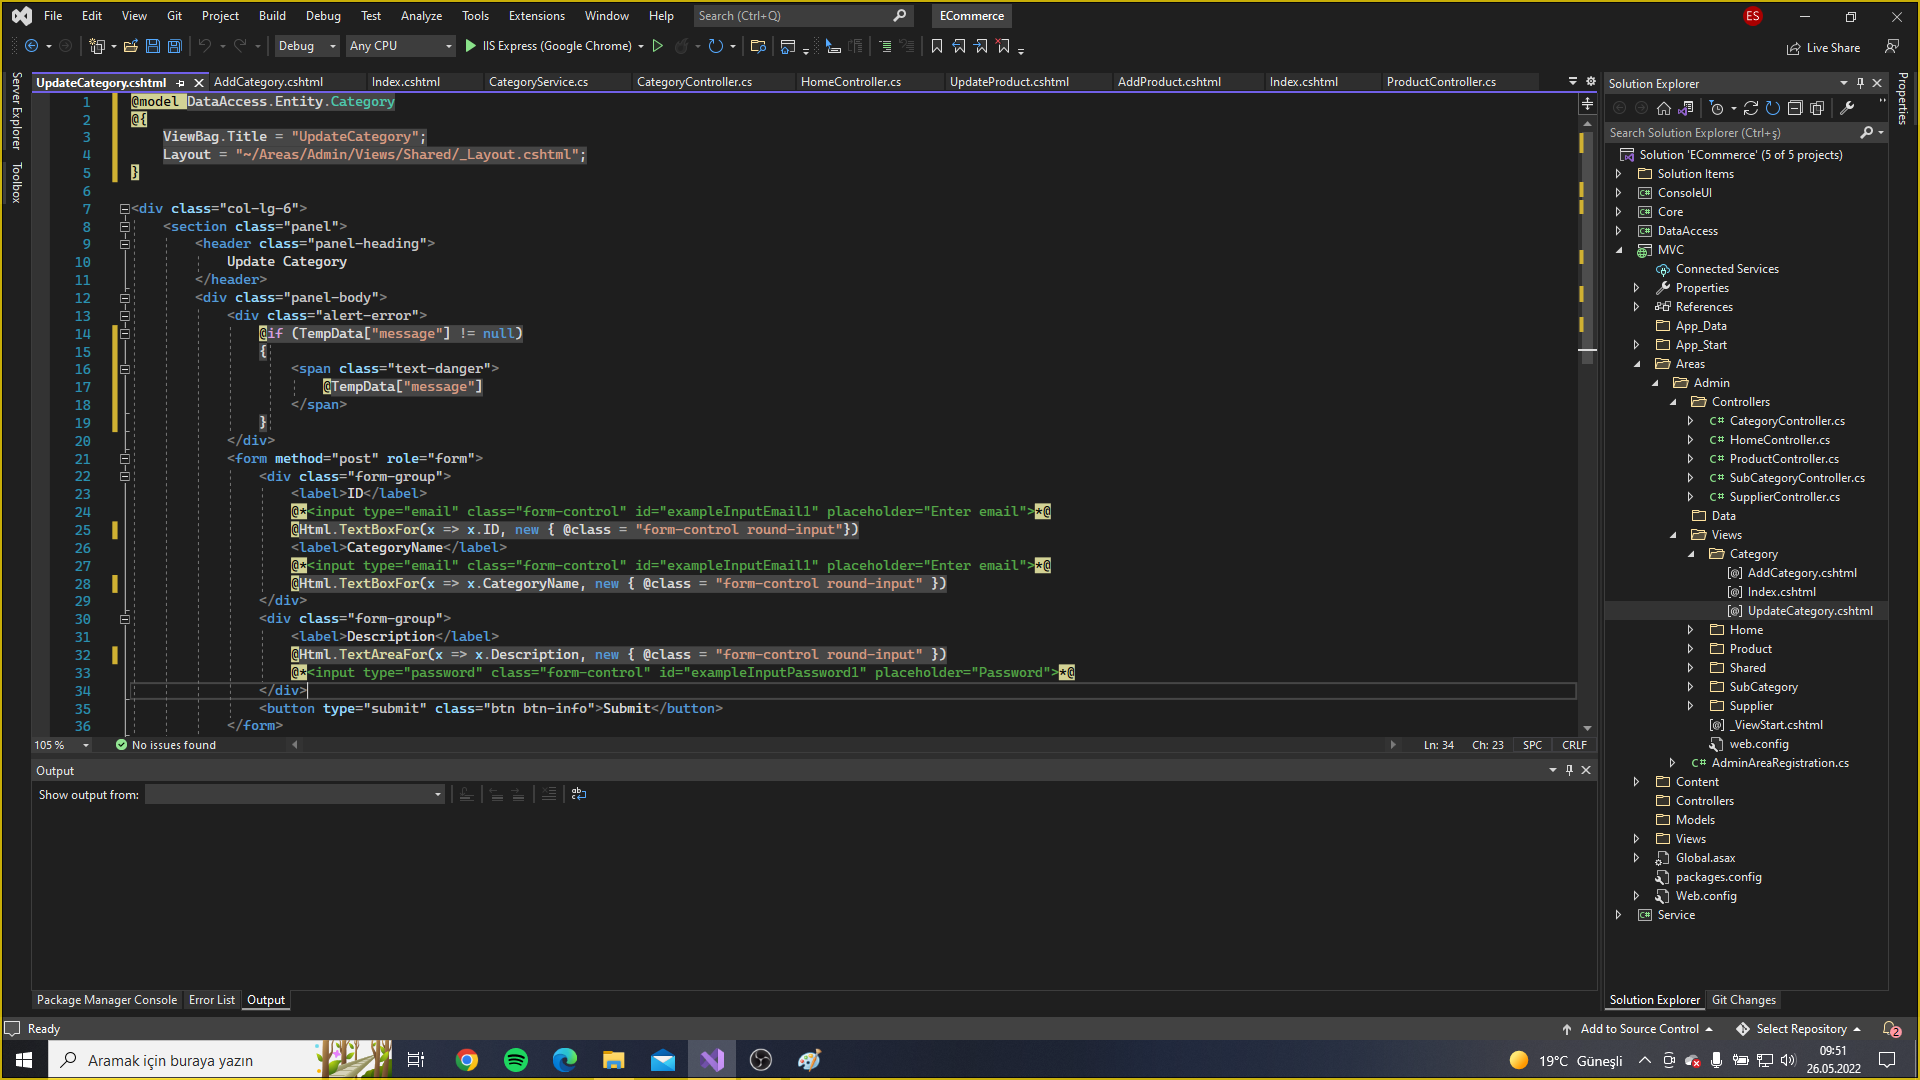 File Edit View Git Project Build Debug Test Analyze Tools Extensions Window Help Search (Ctrl+Q) ECommerce ES
Debug Any CPU IIS Express (Google Chrome) Live Share
Server Explorer
Toolbox
UpdateCategory.cshtml AddCategory.cshtml Index.cshtml CategoryService.cs CategoryController.cs HomeController.cs UpdateProduct.cshtml AddProduct.cshtml Index.cshtml ProductController.cs
1 @model DataAccess.Entity.Category
2 @{
3 ViewBag.Title = "UpdateCategory";
4 Layout = "~/Areas/Admin/Views/Shared/_Layout.cshtml";
5 }
6
7 <div class="col-lg-6">
8 <section class="panel">
9 <header class="panel-heading">
10 Update Category
11 </header>
12 <div class="panel-body">
13 <div class="alert-error">
14 @if (TempData["message"] != null)
15 {
16 <span class="text-danger">
17 @TempData["message"]
18 </span>
19 }
20 </div>
21 <form method="post" role="form">
22 <div class="form-group">
23 <label>ID</label>
24 @*<input type="email" class="form-control" id="exampleInputEmail1" placeholder="Enter email">*@
25 @Html.TextBoxFor(x => x.ID, new { @class = "form-control round-input"})
26 <label>CategoryName</label>
27 @*<input type="email" class="form-control" id="exampleInputEmail1" placeholder="Enter email">*@
28 @Html.TextBoxFor(x => x.CategoryName, new { @class = "form-control round-input" })
29 </div>
30 <div class="form-group">
31 <label>Description</label>
32 @Html.TextAreaFor(x => x.Description, new { @class = "form-control round-input" })
33 @*<input type="password" class="form-control" id="exampleInputPassword1" placeholder="Password">*@
34 </div>
35 <button type="submit" class="btn btn-info">Submit</button>
36 </form>
105 % No issues found Ln: 34 Ch: 23 SPC CRLF
Output
Show output from:
Package Manager Console Error List Output
Solution Explorer
Search Solution Explorer (Ctrl+ş)
Solution 'ECommerce' (5 of 5 projects)
Solution Items
ConsoleUI
Core
DataAccess
MVC
Connected Services
Properties
References
App_Data
App_Start
Areas
Admin
Controllers
CategoryController.cs
HomeController.cs
ProductController.cs
SubCategoryController.cs
SupplierController.cs
Data
Views
Category
AddCategory.cshtml
Index.cshtml
UpdateCategory.cshtml
Home
Product
Shared
SubCategory
Supplier
_ViewStart.cshtml
web.config
AdminAreaRegistration.cs
Content
Controllers
Models
Views
Global.asax
packages.config
Web.config
Service
Solution Explorer Git Changes
Properties
Ready Add to Source Control Select Repository 2
Aramak için buraya yazın 19°C Güneşli 09:51
26.05.2022